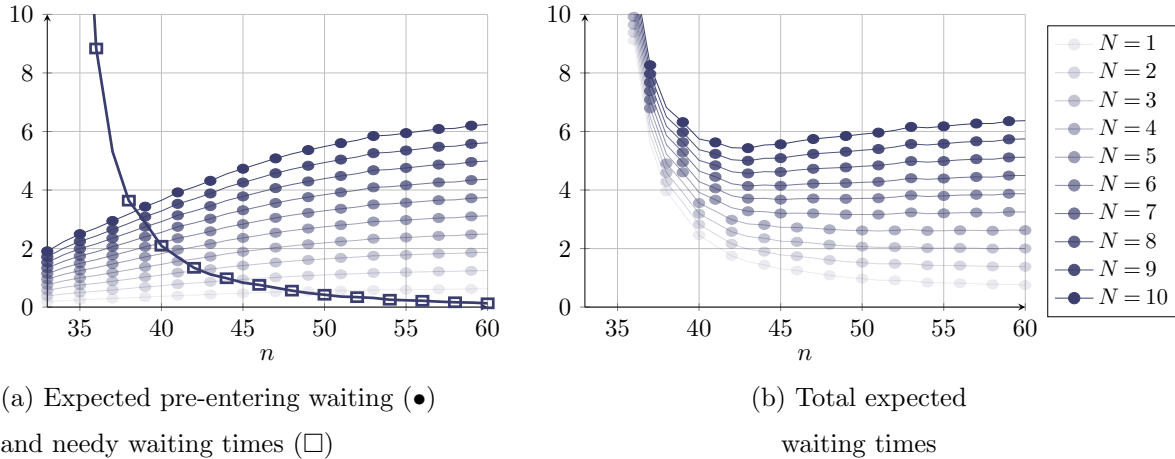 10
8
6
4
2
0
35 40 45 50 55 60
n
(a) Expected pre-entering waiting (●)
and needy waiting times (□)
10
8
6
4
2
0
35 40 45 50 55 60
n
(b) Total expected
waiting times
N = 1
N = 2
N = 3
N = 4
N = 5
N = 6
N = 7
N = 8
N = 9
N = 10